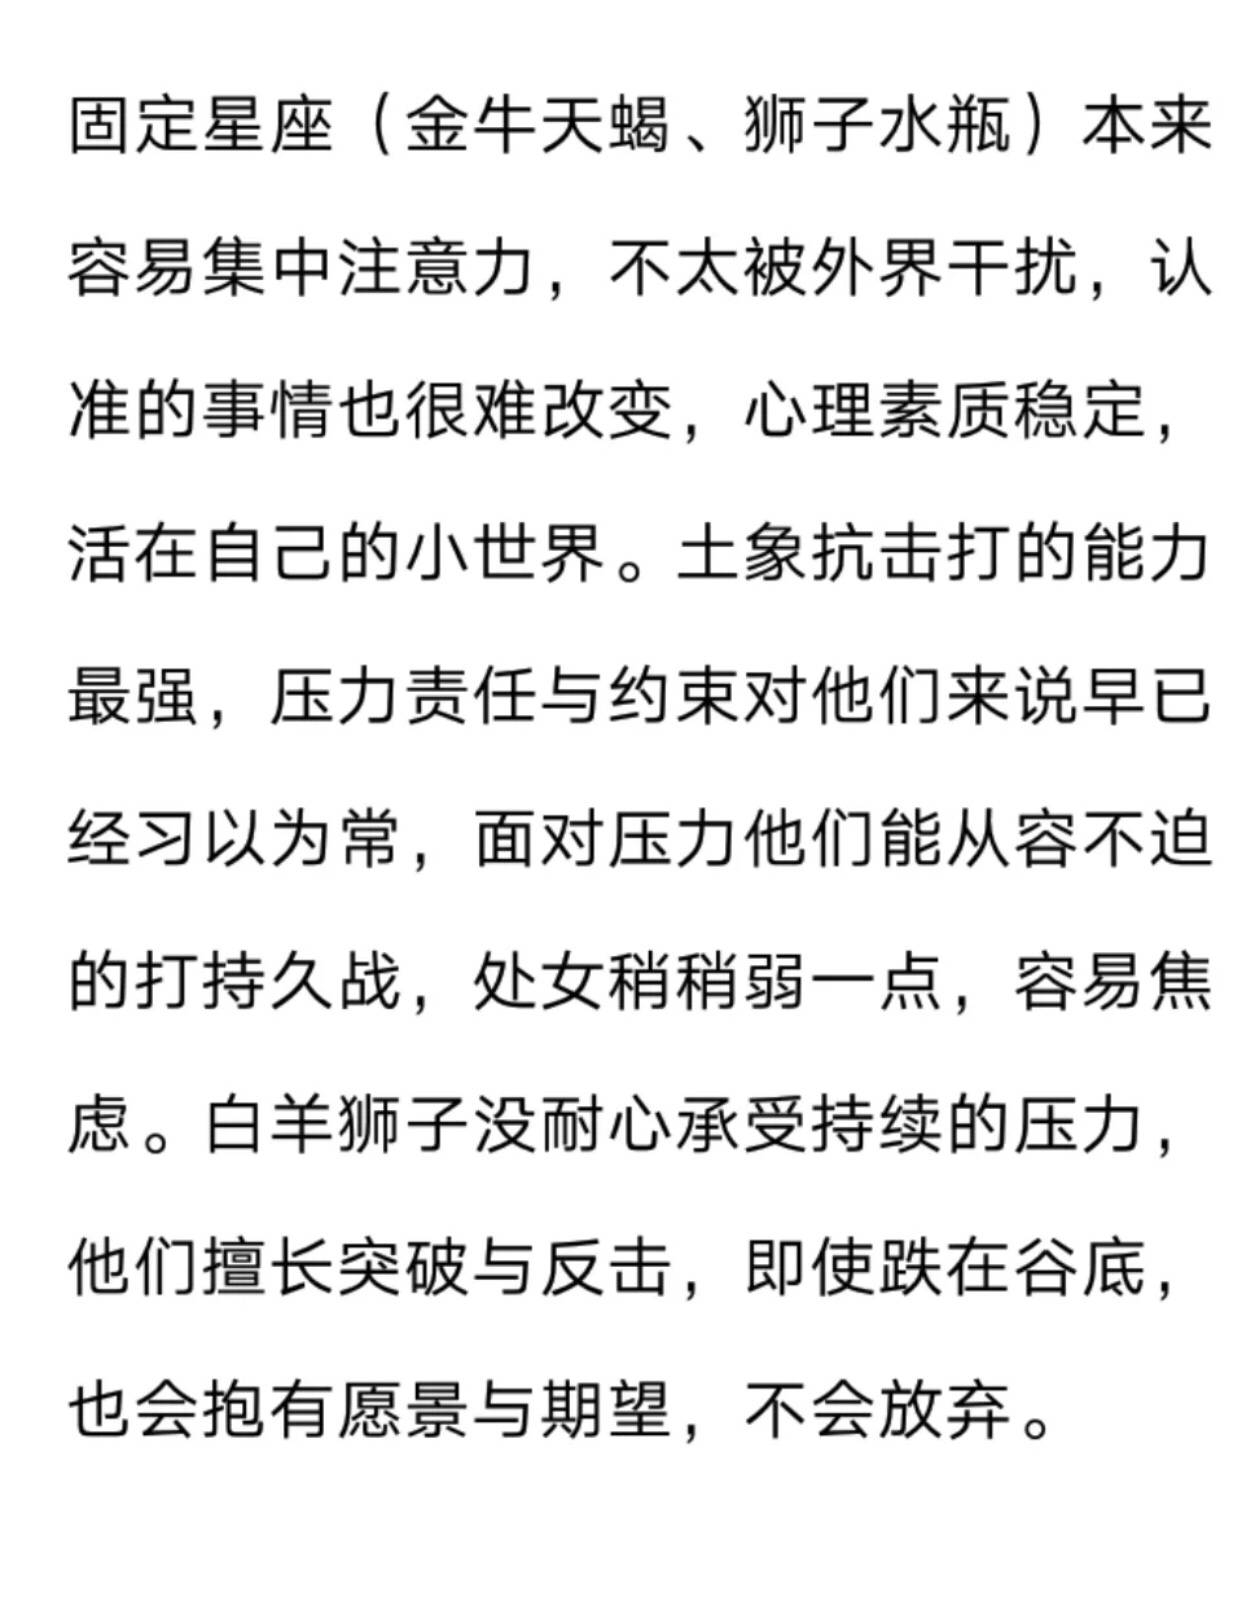 固定星座（金牛天蝎、狮子水瓶）本来
容易集中注意力，不太被外界干扰，认
准的事情也很难改变，心理素质稳定，
活在自己的小世界。土象抗击打的能力
最强，压力责任与约束对他们来说早已
经习以为常，面对压力他们能从容不迫
的打持久战，处女稍稍弱一点，容易焦
虑。白羊狮子没耐心承受持续的压力，
他们擅长突破与反击，即使跌在谷底，
也会抱有愿景与期望，不会放弃。